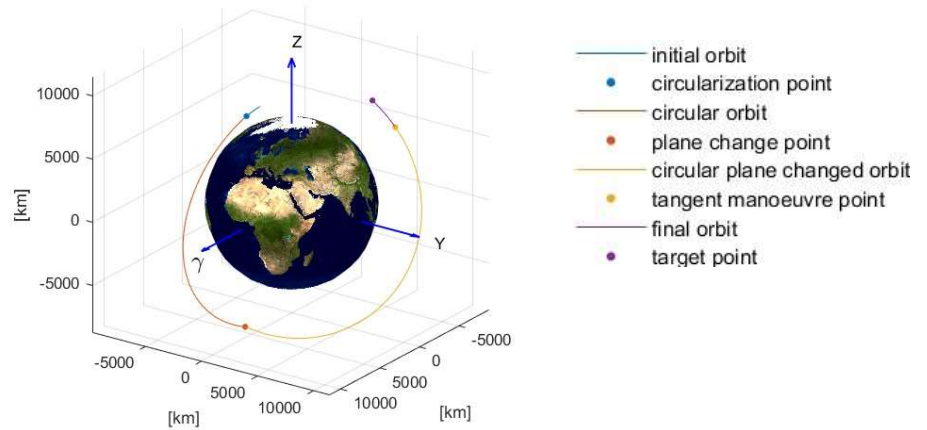 Z
10000
5000
0
-5000
[km]
Y
γ
-5000
0
5000
10000
[km]
-5000
0
5000
10000
[km]
initial orbit
circularization point
circular orbit
plane change point
circular plane changed orbit
tangent manoeuvre point
final orbit
target point